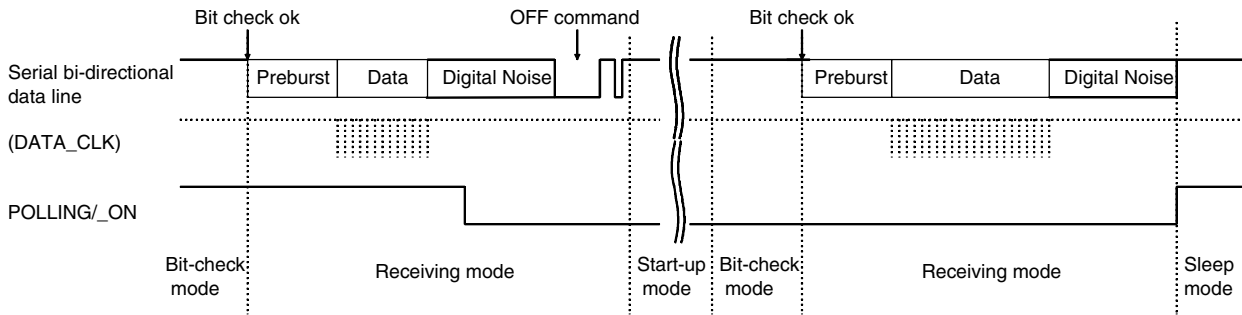 Bit check ok
OFF command
Bit check ok
Serial bi-directional
data line
Preburst
Data
Digital Noise
Preburst
Data
Digital Noise
(DATA_CLK)
POLLING/_ON
Bit-check
mode
Receiving mode
Start-up
mode
Bit-check
mode
Receiving mode
Sleep
mode